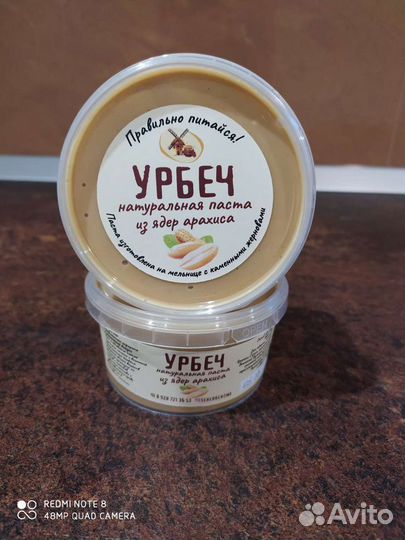 Правильно питайся!
УРБЕЧ
натуральная паста
из ядер арахиса
Паста изготовлена на мельнице с каменными жерновами
УРБЕЧ
натуральная паста
из ядер арахиса
REDMI NOTE 8
48MP QUAD CAMERA
Avito